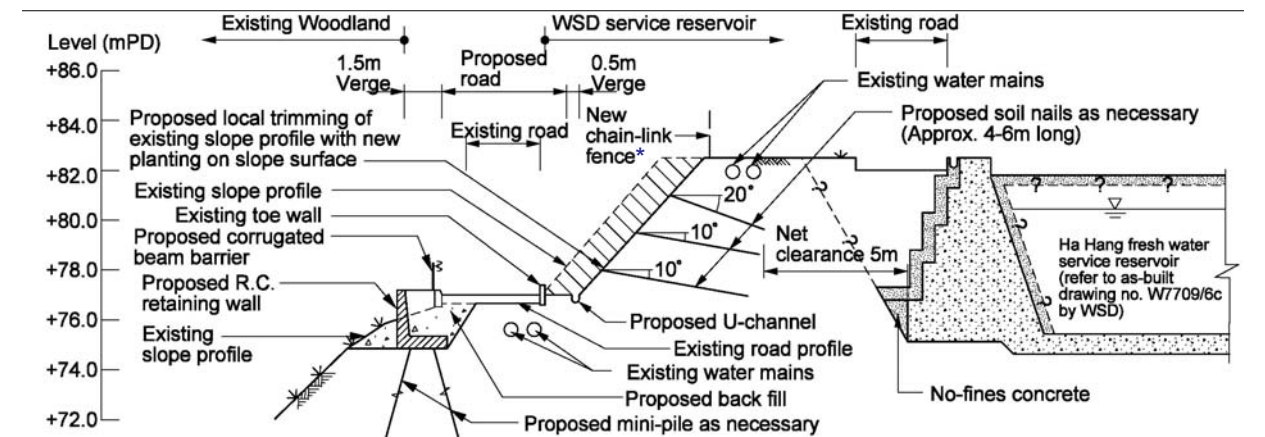 Existing Woodland
WSD service reservoir
Existing road
Level (mPD)
+86.0
+84.0
+82.0
+80.0
+78.0
+76.0
+74.0
+72.0
1.5m
Verge
Proposed
road
0.5m
Verge
Existing water mains
Proposed local trimming of
existing slope profile with new
planting on slope surface
Existing road
New
chain-link
fence*
Proposed soil nails as necessary
(Approx. 4-6m long)
Existing slope profile
Existing toe wall
Proposed corrugated
beam barrier
Proposed R.C.
retaining wall
Existing
slope profile
20°
10°
10°
Net
clearance 5m
?
?
?
?
?
?
?
?
Ha Hang fresh water
service reservoir
(refer to as-built
drawing no. W7709/6c
by WSD)
Proposed U-channel
Existing road profile
Existing water mains
Proposed back fill
Proposed mini-pile as necessary
No-fines concrete